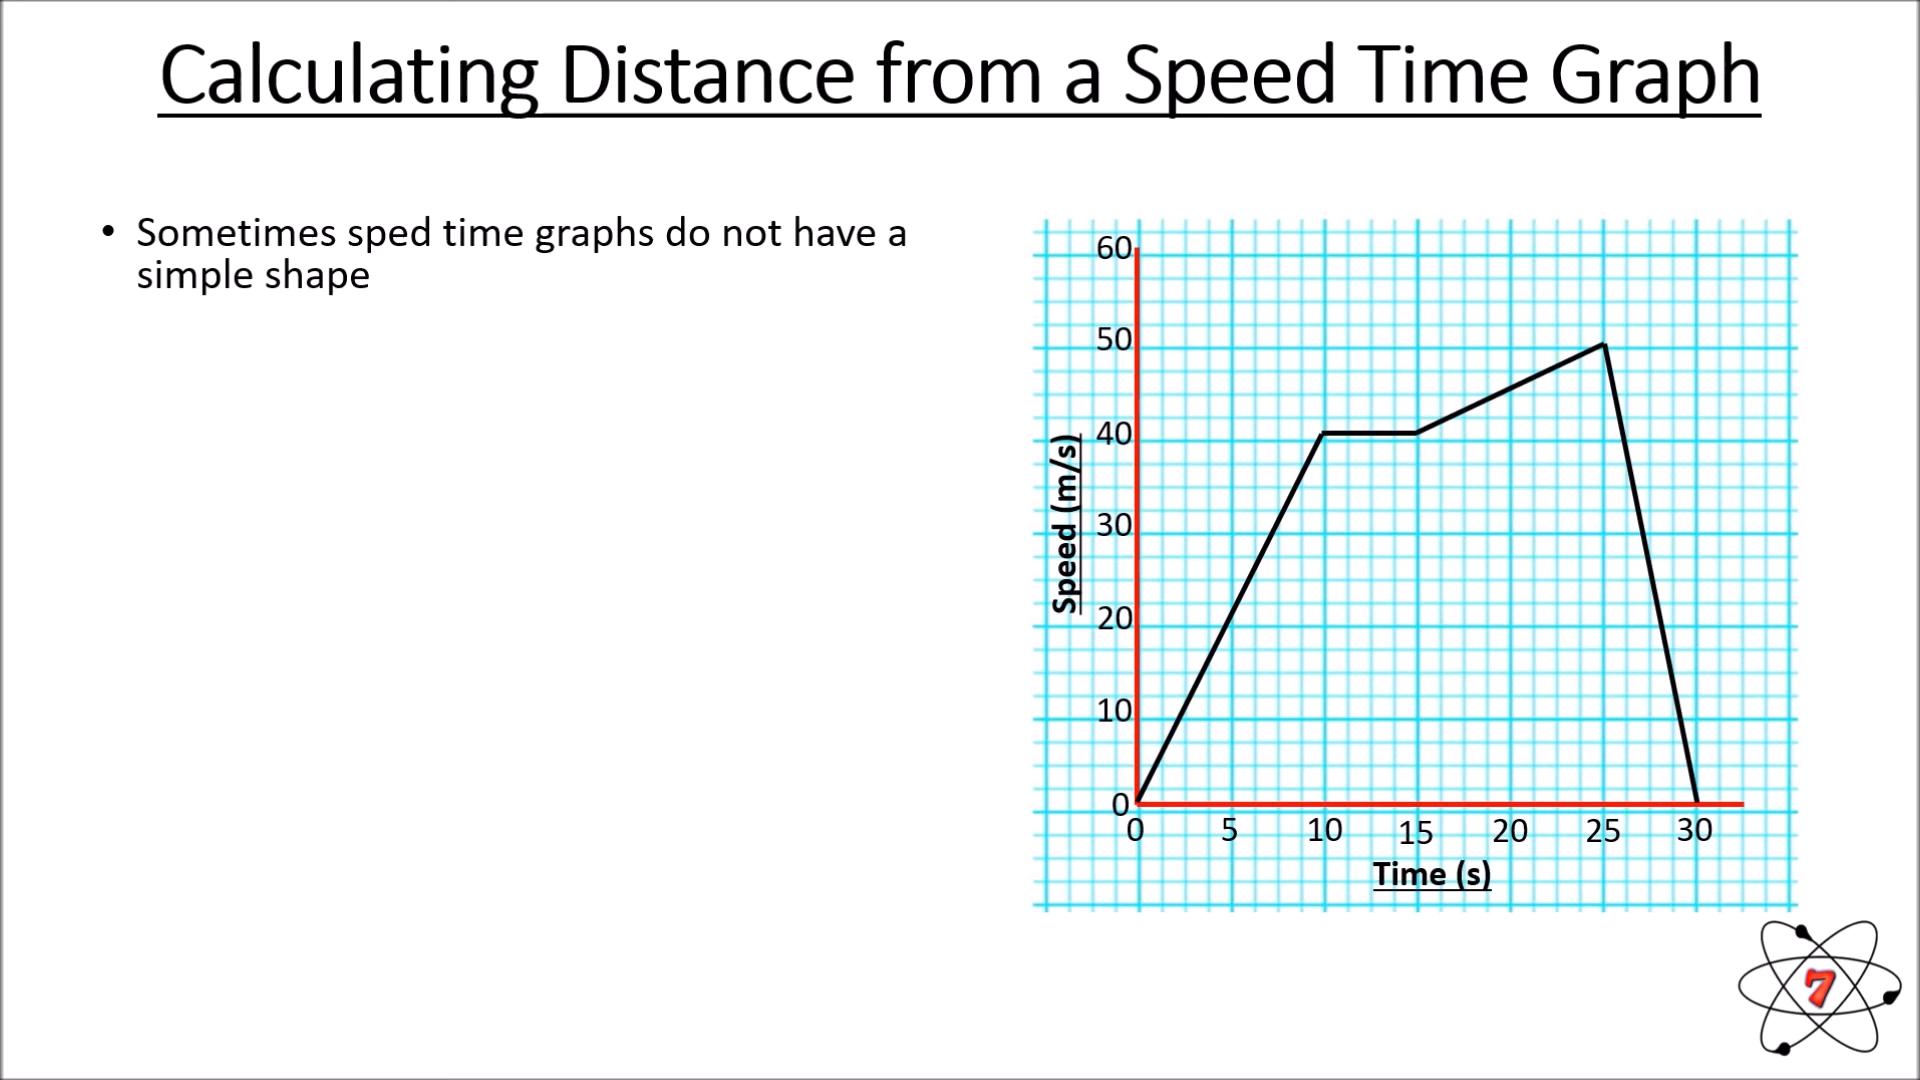 Calculating Distance from a Speed Time Graph
• Sometimes sped time graphs do not have a
simple shape
60
50
40
30
20
10
0
Speed (m/s)
0 5 10 15 20 25 30
Time (s)
7